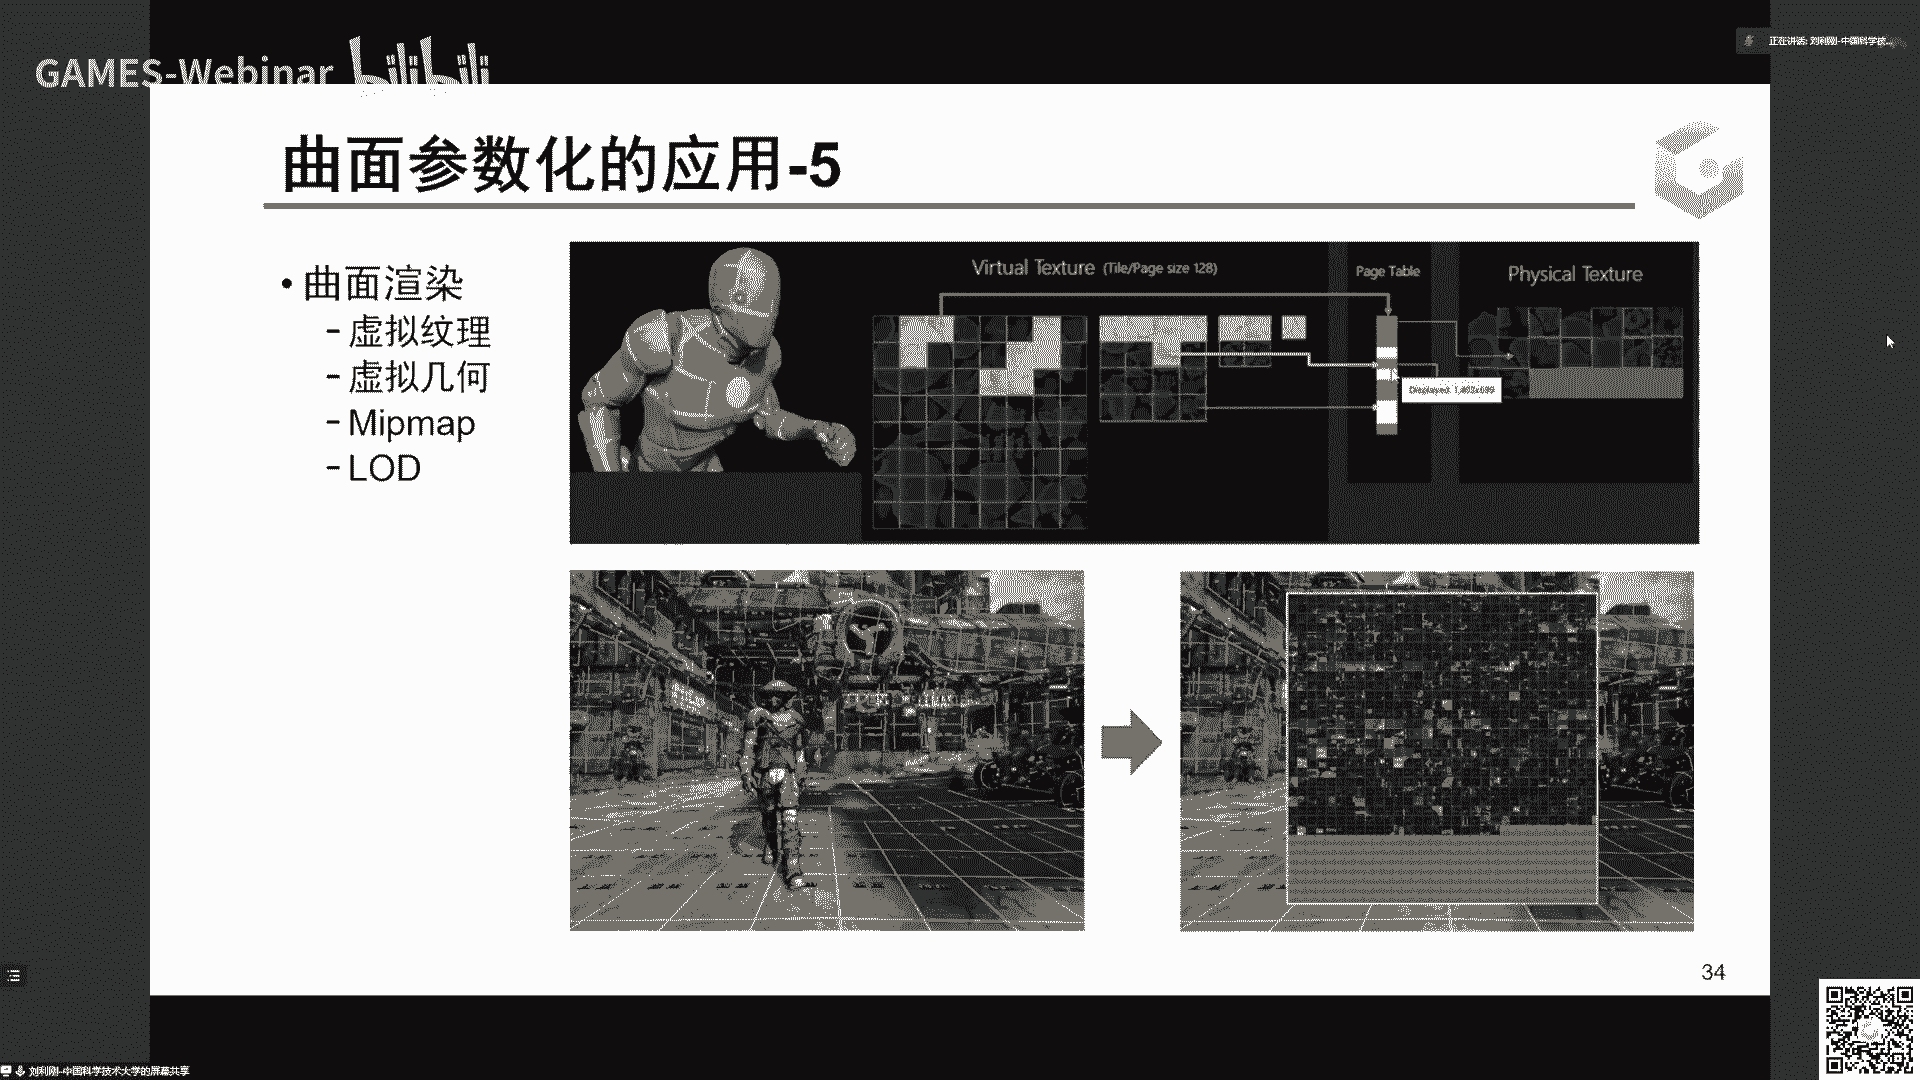 正在讲话: 刘利刚-中国科学技...
GAMES-Webinar bilibili
曲面参数化的应用-5
• 曲面渲染
- 虚拟纹理
- 虚拟几何
- Mipmap
- LOD
Virtual Texture (Tile/Page size 128)
Page Table
Physical Texture
34
刘利刚-中国科学技术大学的屏幕共享